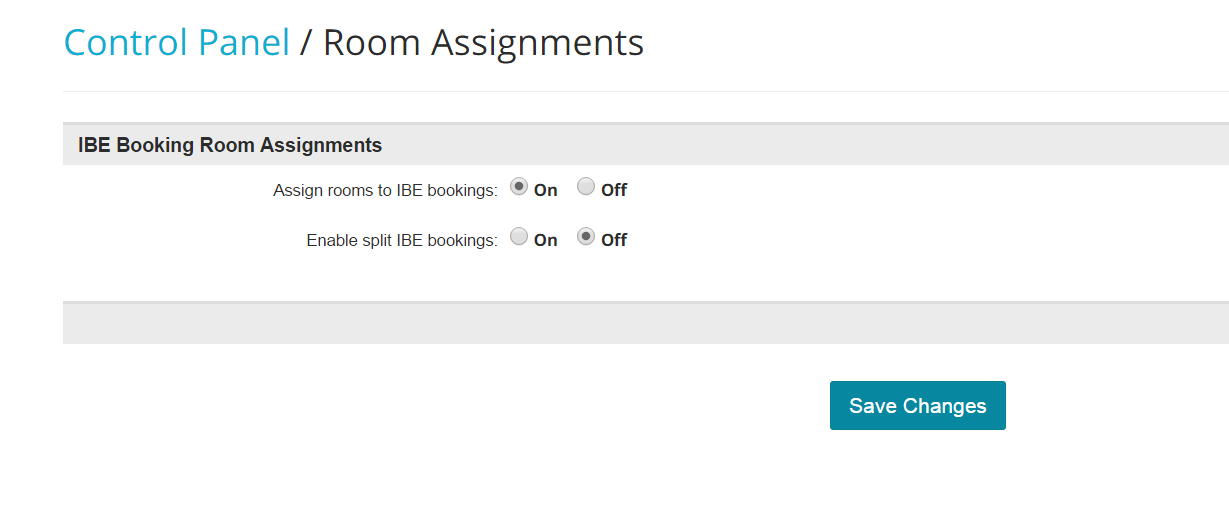 Control Panel / Room Assignments
IBE Booking Room Assignments
Assign rooms to IBE bookings: On Off
Enable split IBE bookings: On Off
Save Changes